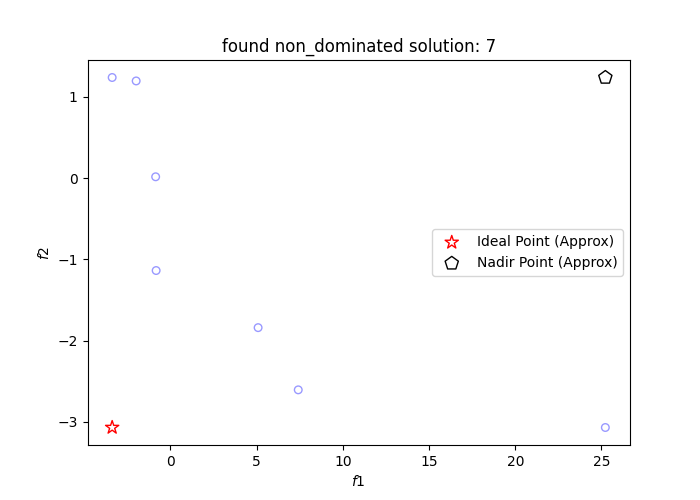 found non_dominated solution: 7
1
0
−1
−2
−3
f2
Ideal Point (Approx)
Nadir Point (Approx)
0 5 10 15 20 25
f1